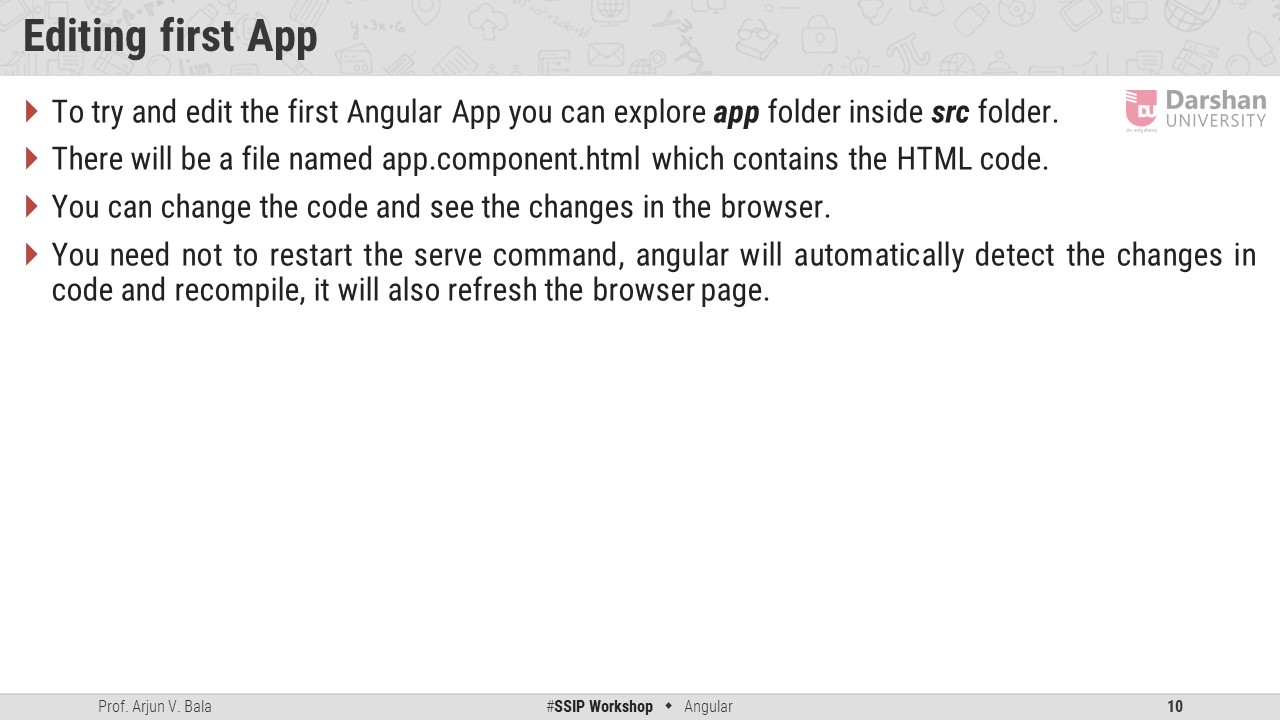 Editing first App
To try and edit the first Angular App you can explore app folder inside src folder.
There will be a file named app.component.html which contains the HTML code.
You can change the code and see the changes in the browser.
You need not to restart the serve command, angular will automatically detect the changes in
code and recompile, it will also refresh the browser page.
Darshan
UNIVERSITY
Prof. Arjun V. Bala
#SSIP Workshop ◆ Angular
10